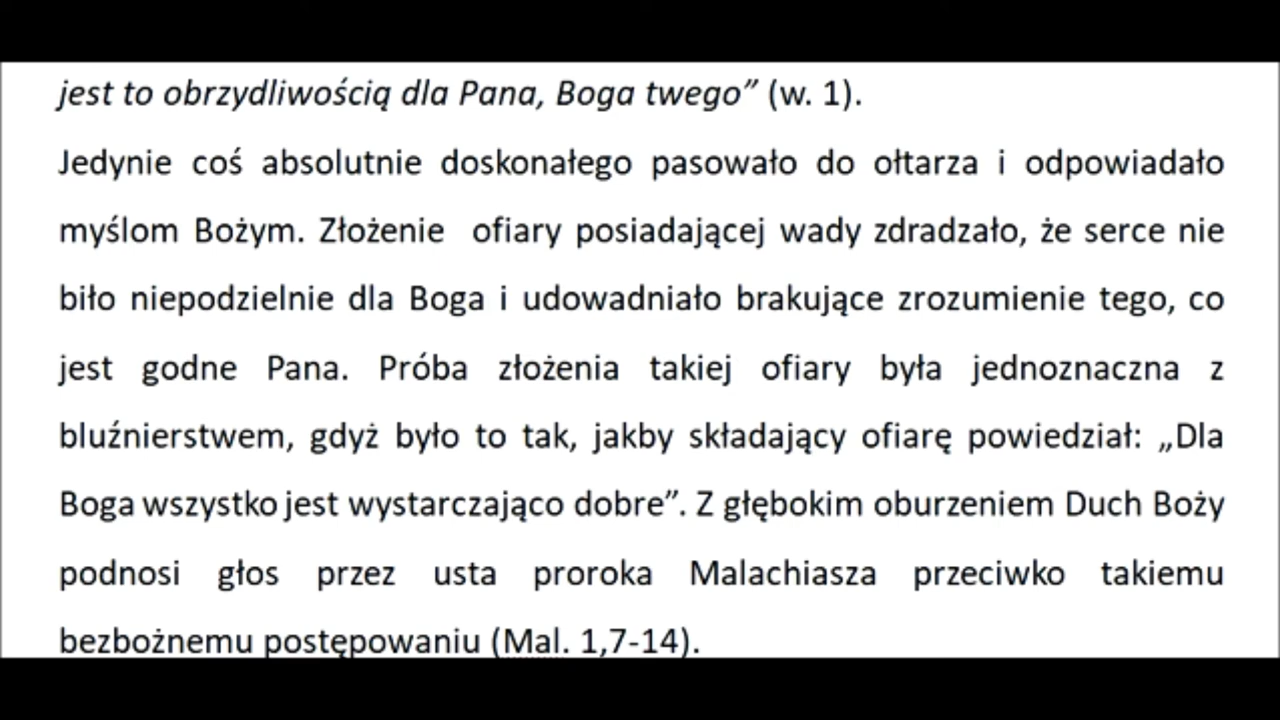 jest to obrzydliwością dla Pana, Boga twego” (w. 1).
Jedynie coś absolutnie doskonałego pasowało do ołtarza i odpowiadało
myślom Bożym. Złożenie ofiary posiadającej wady zdradzało, że serce nie
biło niepodzielnie dla Boga i udowadniało brakujące zrozumienie tego, co
jest godne Pana. Próba złożenia takiej ofiary była jednoznaczna z
bluźnierstwem, gdyż było to tak, jakby składający ofiarę powiedział: „Dla
Boga wszystko jest wystarczająco dobre”. Z głębokim oburzeniem Duch Boży
podnosi głos przez usta proroka Malachiasza przeciwko takiemu
bezbożnemu postępowaniu (Mal. 1,7-14).